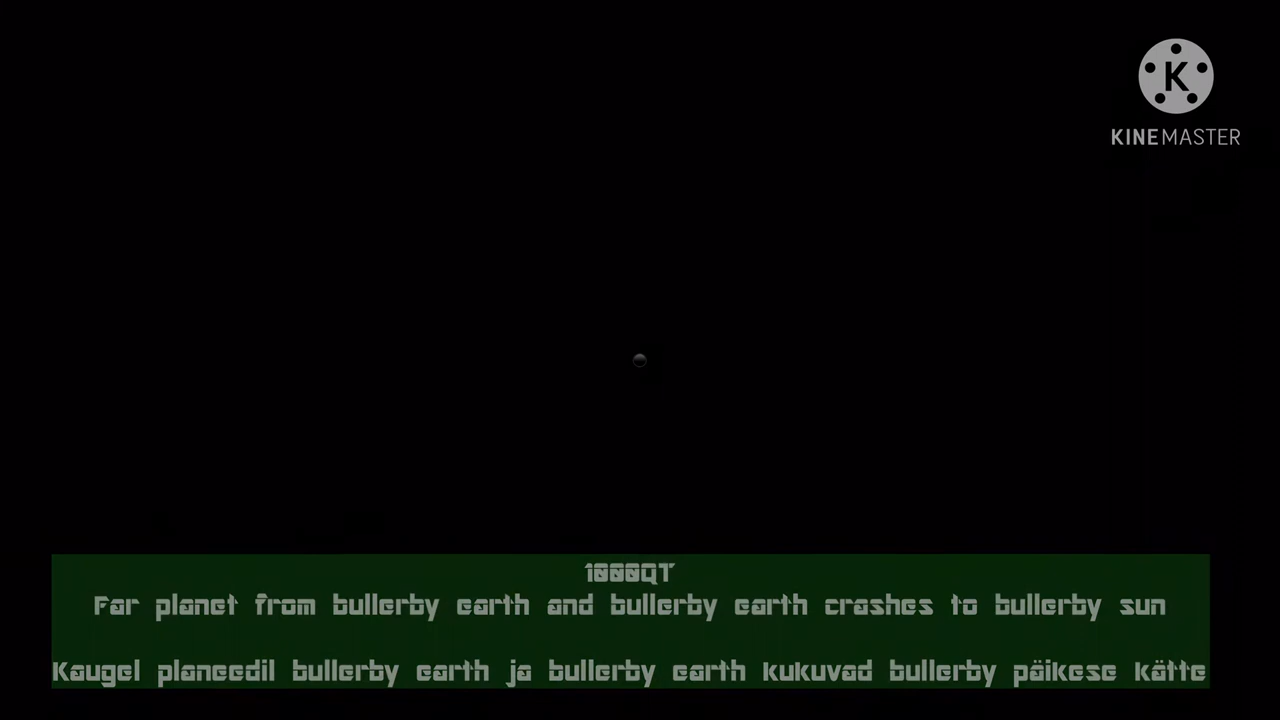 K
KINEMASTER
1000QT
Far planet from bullerby earth and bullerby earth crashes to bullerby sun
Kaugel planeedil bullerby earth ja bullerby earth kukuvad bullerby päikese kätte